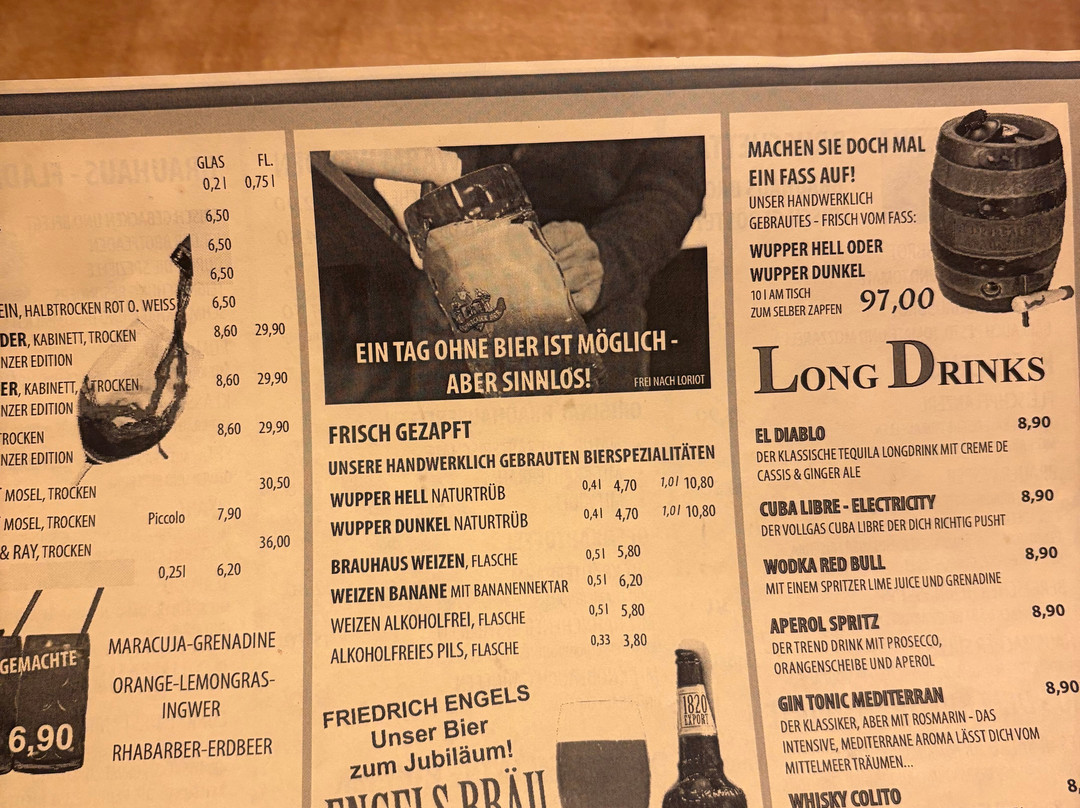 GLAS FL.
0,2 l 0,75 l
6,50
6,50
6,50
EIN, HALBTROCKEN ROT O. WEISS 6,50
DER, KABINETT, TROCKEN 8,60 29,90
NZER EDITION
ER, KABINETT, TROCKEN 8,60 29,90
NZER EDITION
TROCKEN 8,60 29,90
NZER EDITION
MOSEL, TROCKEN 30,50
MOSEL, TROCKEN Piccolo 7,90
& RAY, TROCKEN 36,00
0,25l 6,20
GEMACHTE
6,90
MARACUJA-GRENADINE
ORANGE-LEMONGRAS-
INGWER
RHABARBER-ERDBEER
EIN TAG OHNE BIER IST MÖGLICH -
ABER SINNLOS! FREI NACH LORIOT
FRISCH GEZAPFT
UNSERE HANDWERKLICH GEBRAUTEN BIERSPEZIALITÄTEN
WUPPER HELL NATURTRÜB 0,4 l 4,70 1,0 l 10,80
WUPPER DUNKEL NATURTRÜB 0,4 l 4,70 1,0 l 10,80
BRAUHAUS WEIZEN, FLASCHE 0,5 l 5,80
WEIZEN BANANE MIT BANANENNEKTAR 0,5 l 6,20
WEIZEN ALKOHOLFREI, FLASCHE 0,5 l 5,80
ALKOHOLFREIES PILS, FLASCHE 0,33 3,80
FRIEDRICH ENGELS
Unser Bier
zum Jubiläum!
ENGELS BRÄU
1820
EXPORT
MACHEN SIE DOCH MAL
EIN FASS AUF!
UNSER HANDWERKLICH
GEBRAUTES - FRISCH VOM FASS:
WUPPER HELL ODER
WUPPER DUNKEL
10 l AM TISCH
ZUM SELBER ZAPFEN 97,00
LONG DRINKS
EL DIABLO 8,90
DER KLASSISCHE TEQUILA LONGDRINK MIT CREME DE
CASSIS & GINGER ALE
CUBA LIBRE - ELECTRICITY 8,90
DER VOLLGAS CUBA LIBRE DER DICH RICHTIG PUSHT
WODKA RED BULL 8,90
MIT EINEM SPRITZER LIME JUICE UND GRENADINE
APEROL SPRITZ 8,90
DER TREND DRINK MIT PROSECCO,
ORANGENSCHEIBE UND APEROL
GIN TONIC MEDITERRAN 8,90
DER KLASSIKER, ABER MIT ROSMARIN - DAS
INTENSIVE, MEDITERRANE AROMA LÄSST DICH VOM
MITTELMEER TRÄUMEN...
WHISKY COLITO 8,